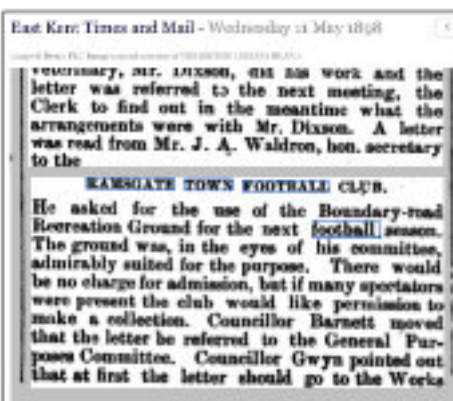 East Kent Times and Mail - Wednesday 11 May 1898
veterinary, Mr. Dixson, did his work and the
letter was referred to the next meeting, the
Clerk to find out in the meantime what the
arrangements were with Mr. Dixson. A letter
was read from Mr. J. A. Waldron, hon. secretary
to the
RAMSGATE TOWN FOOTBALL CLUB.
He asked for the use of the Boundary-road
Recreation Ground for the next football season.
The ground was, in the eyes of his committee,
admirably suited for the purpose. There would
be no charge for admission, but if many spectators
were present the club would like permission to
make a collection. Councillor Barnett moved
that the letter be referred to the General Pur-
poses Committee. Councillor Gwyn pointed out
that at first the letter should go to the Works